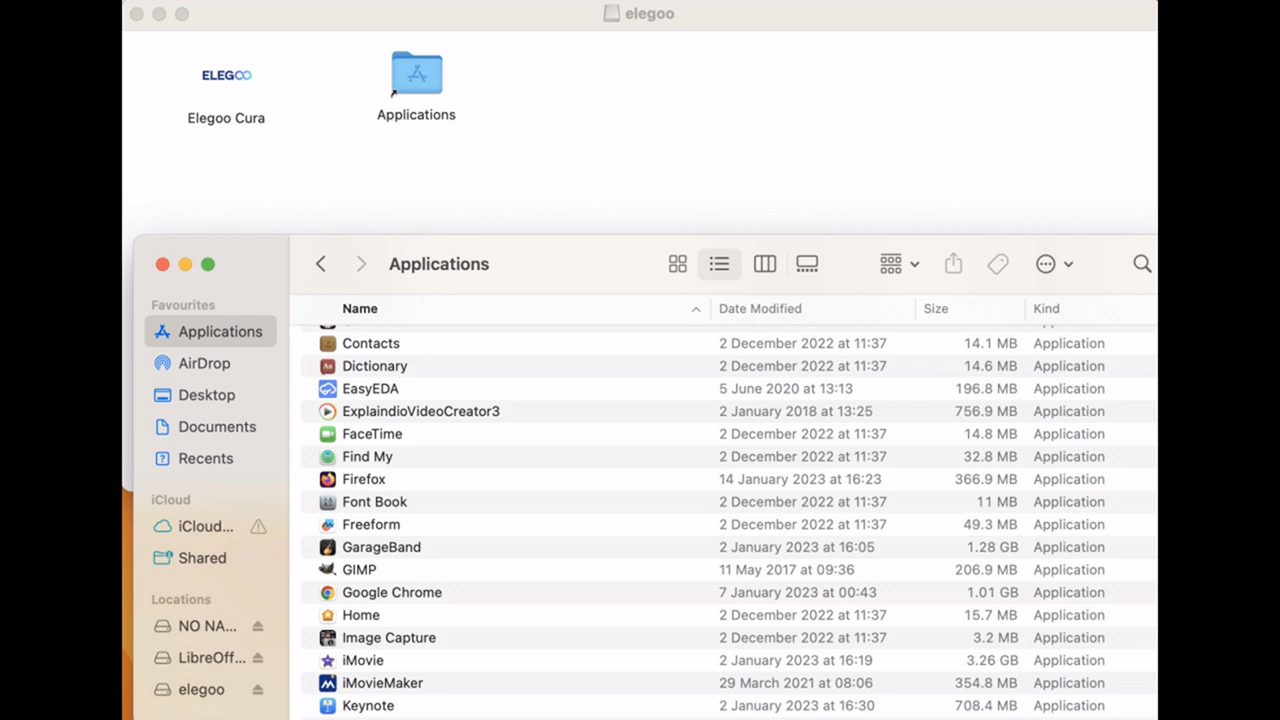 elegoo
ELEGOO
Elegoo Cura
Applications
Applications
Favourites
Applications
AirDrop
Desktop
Documents
Recents
iCloud
iCloud...
Shared
Locations
NO NA...
LibreOff...
elegoo
Name Date Modified Size Kind
Contacts 2 December 2022 at 11:37 14.1 MB Application
Dictionary 2 December 2022 at 11:37 14.6 MB Application
EasyEDA 5 June 2020 at 13:13 196.8 MB Application
ExplaindioVideoCreator3 2 January 2018 at 13:25 756.9 MB Application
FaceTime 2 December 2022 at 11:37 14.8 MB Application
Find My 2 December 2022 at 11:37 32.8 MB Application
Firefox 14 January 2023 at 16:23 366.9 MB Application
Font Book 2 December 2022 at 11:37 11 MB Application
Freeform 2 December 2022 at 11:37 49.3 MB Application
GarageBand 2 January 2023 at 16:05 1.28 GB Application
GIMP 11 May 2017 at 09:36 206.9 MB Application
Google Chrome 7 January 2023 at 00:43 1.01 GB Application
Home 2 December 2022 at 11:37 15.7 MB Application
Image Capture 2 December 2022 at 11:37 3.2 MB Application
iMovie 2 January 2023 at 16:19 3.26 GB Application
iMovieMaker 29 March 2021 at 08:06 354.8 MB Application
Keynote 2 January 2023 at 16:30 708.4 MB Application